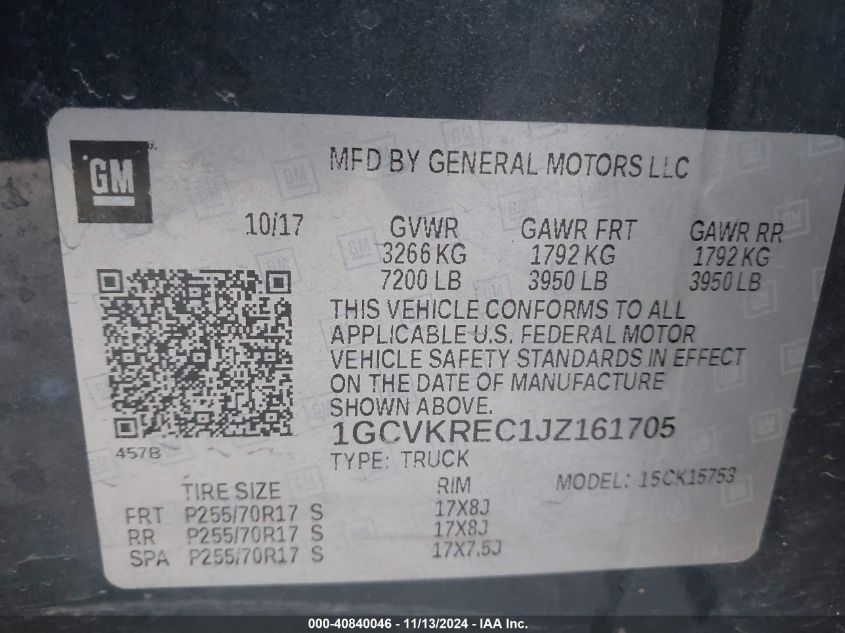 GM
MFD BY GENERAL MOTORS LLC
10/17
GVWR GAWR FRT GAWR RR
3266 KG 1792 KG 1792 KG
7200 LB 3950 LB 3950 LB
THIS VEHICLE CONFORMS TO ALL
APPLICABLE U.S. FEDERAL MOTOR
VEHICLE SAFETY STANDARDS IN EFFECT
ON THE DATE OF MANUFACTURE
SHOWN ABOVE.
457B
1GCVKREC1JZ161705
TYPE: TRUCK
TIRE SIZE RIM MODEL: 15CK15753
FRT P255/70R17 S 17X8J
RR P255/70R17 S 17X8J
SPA P255/70R17 S 17X7.5J
000-40840046 - 11/13/2024 - IAA Inc.